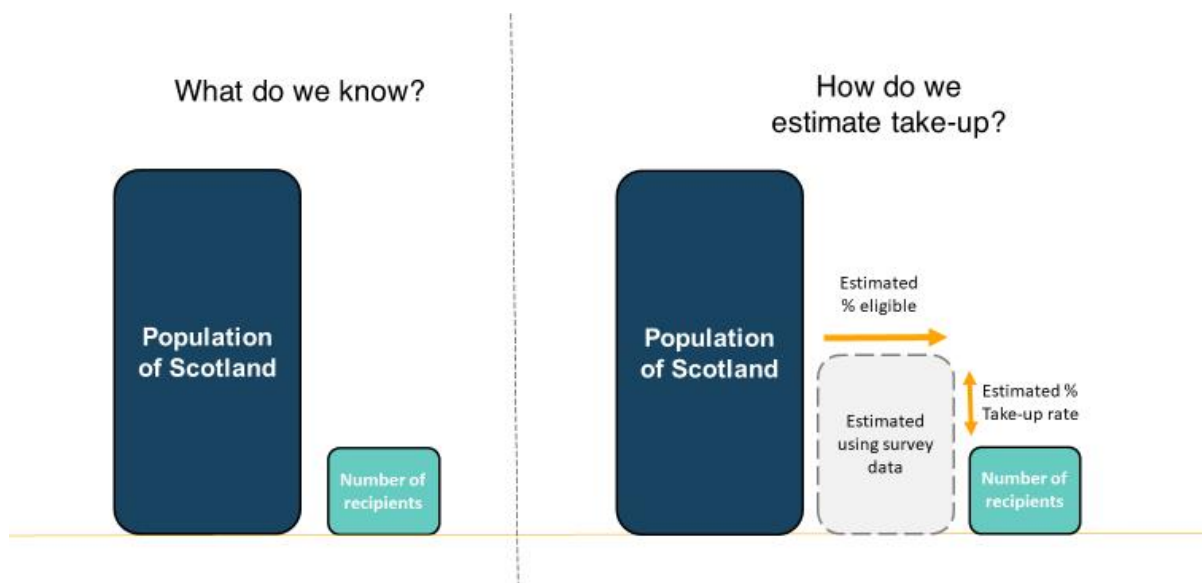 What do we know?
Population
of Scotland
Number of
recipients
How do we
estimate take-up?
Population
of Scotland
Estimated
% eligible
Estimated
using survey
data
Estimated %
Take-up rate
Number of
recipients